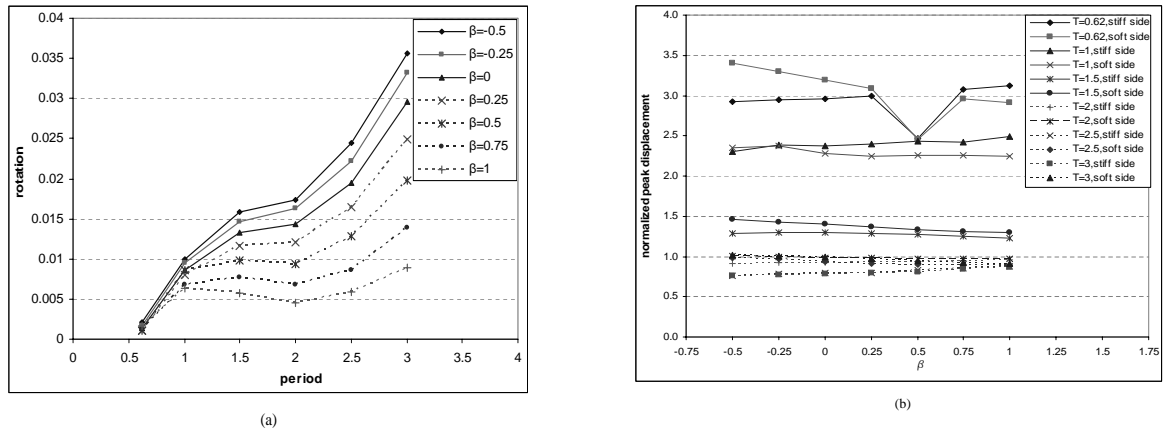 0.04
0.035
0.03
0.025
0.02
0.015
0.01
0.005
0
rotation
0 0.5 1 1.5 2 2.5 3 3.5 4
period
β=-0.5
β=-0.25
β=0
β=0.25
β=0.5
β=0.75
β=1
(a)
4.0
3.5
3.0
2.5
2.0
1.5
1.0
0.5
0.0
normalized peak displacement
-0.75 -0.5 -0.25 0 0.25 0.5 0.75 1 1.25 1.5 1.75
β
T=0.62,stiff side
T=0.62,soft side
T=1,stiff side
T=1,soft side
T=1.5,stiff side
T=1.5,soft side
T=2,stiff side
T=2,soft side
T=2.5,stiff side
T=2.5,soft side
T=3,stiff side
T=3,soft side
(b)